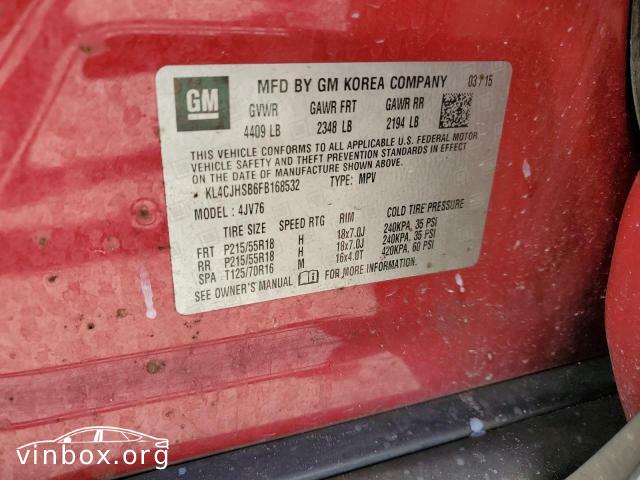 GM
MFD BY GM KOREA COMPANY 03/15
GVWR GAWR FRT GAWR RR
4409 LB 2348 LB 2194 LB
THIS VEHICLE CONFORMS TO ALL APPLICABLE U.S. FEDERAL MOTOR
VEHICLE SAFETY AND THEFT PREVENTION STANDARDS IN EFFECT ON
THE DATE OF MANUFACTURE SHOWN ABOVE.
KL4CJHSB6FB168532 TYPE: MPV
MODEL: 4JV76
TIRE SIZE SPEED RTG RIM COLD TIRE PRESSURE
FRT P215/55R18 H 18x7.0J 240KPA, 35 PSI
RR P215/55R18 H 18x7.0J 240KPA, 35 PSI
SPA T125/70R16 M 16x4.0T 420KPA, 60 PSI
SEE OWNER'S MANUAL FOR MORE INFORMATION.
vinbox.org